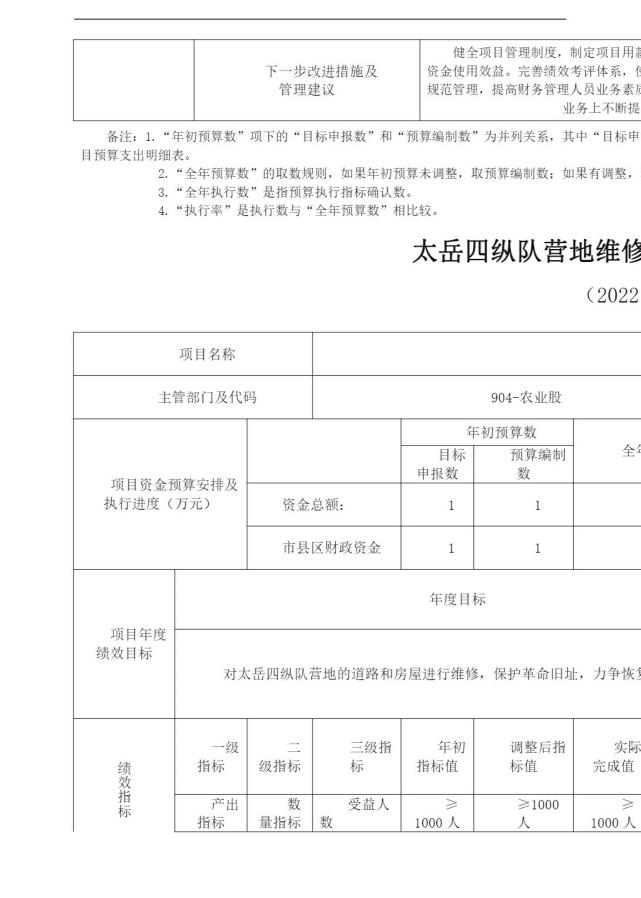 下一步改进措施及
管理建议
健全项目管理制度，制定项目用款
资金使用效益。完善绩效考评体系，使
规范管理，提高财务管理人员业务素质
业务上不断提
备注：1.“年初预算数”项下的“目标申报数”和“预算编制数”为并列关系，其中“目标申
目预算支出明细表。
2.“全年预算数”的取数规则，如果年初预算未调整，取预算编制数；如果有调整，
3.“全年执行数”是指预算执行指标确认数。
4.“执行率”是执行数与“全年预算数”相比较。
太岳四纵队营地维修
（2022
项目名称
主管部门及代码
904-农业股
项目资金预算安排及
执行进度（万元）
年初预算数
全年
目标
申报数
预算编制
数
资金总额：
1
1
市县区财政资金
1
1
项目年度
绩效目标
年度目标
对太岳四纵队营地的道路和房屋进行维修，保护革命旧址，力争恢复
绩效指标
一级
指标
二
级指标
三级指
标
年初
指标值
调整后指
标值
实际
完成值
产出
指标
数
量指标
受益人
数
≥
1000 人
≥1000
人
≥
1000 人